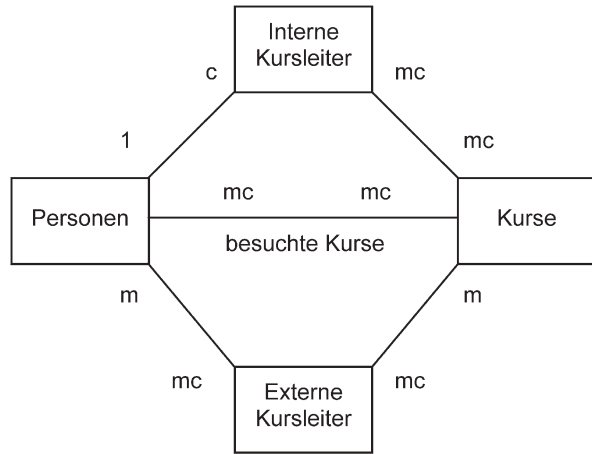 Interne
Kursleiter
c
mc
1
mc
Personen
mc
mc
Kurse
besuchte Kurse
m
m
mc
mc
Externe
Kursleiter